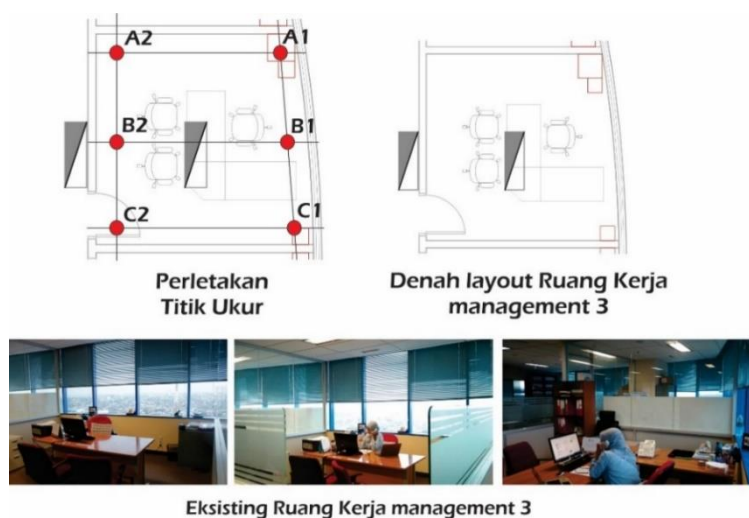 A2
A1
B2
B1
C2
C1
Perletakan
Titik Ukur
Denah layout Ruang Kerja
management 3
Eksisting Ruang Kerja management 3